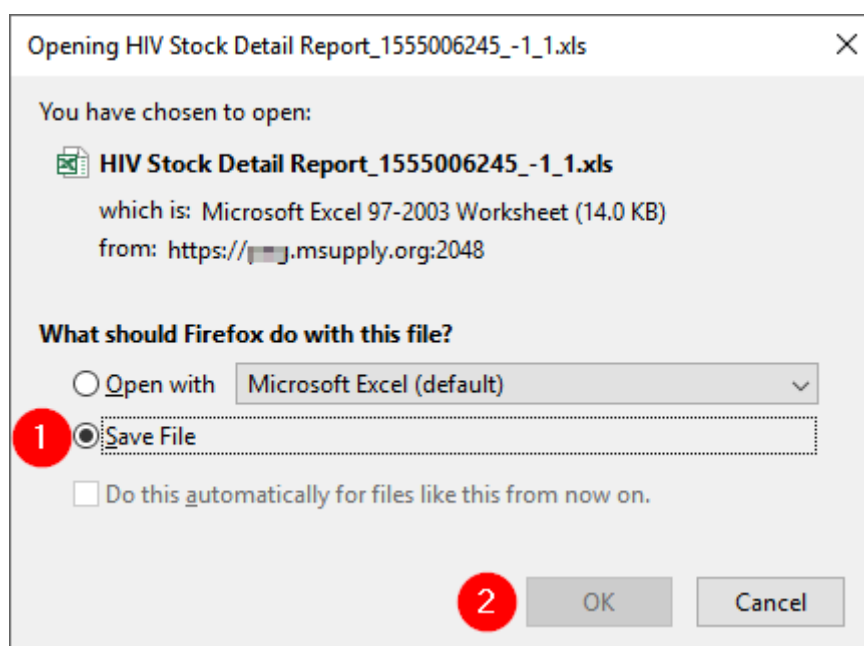 Opening HIV Stock Detail Report_1555006245_-1_1.xls
You have chosen to open:
HIV Stock Detail Report_1555006245_-1_1.xls
which is: Microsoft Excel 97-2003 Worksheet (14.0 KB)
from: https:// .msupply.org:2048
What should Firefox do with this file?
Open with Microsoft Excel (default)
1 Save File
Do this automatically for files like this from now on.
2 OK Cancel